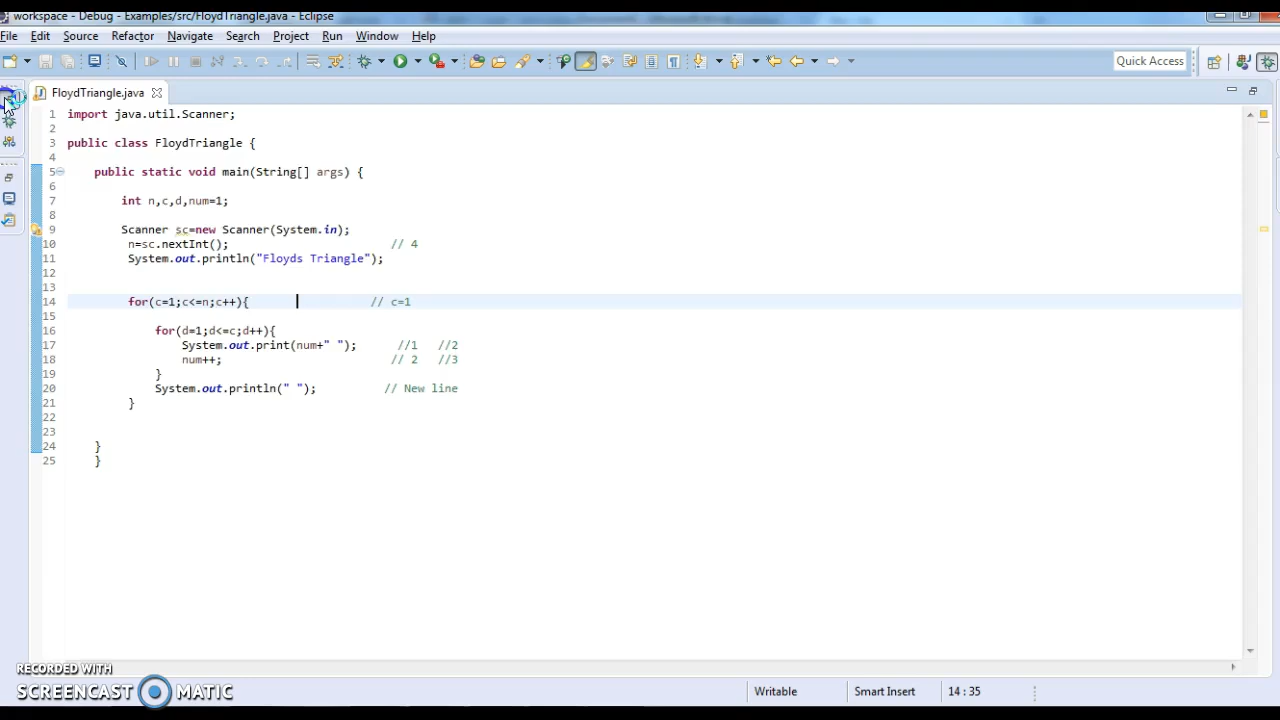 workspace - Debug - Examples/src/FloydTriangle.java - Eclipse
File Edit Source Refactor Navigate Search Project Run Window Help
Quick Access
FloydTriangle.java
1 import java.util.Scanner;
2
3 public class FloydTriangle {
4
5 public static void main(String[] args) {
6
7 int n,c,d,num=1;
8
9 Scanner sc=new Scanner(System.in);
10 n=sc.nextInt(); // 4
11 System.out.println("Floyds Triangle");
12
13
14 for(c=1;c<=n;c++){ // c=1
15
16 for(d=1;d<=c;d++){
17 System.out.print(num+" "); //1 //2
18 num++; // 2 //3
19 }
20 System.out.println(" "); // New line
21 }
22
23
24 }
25 }
RECORDED WITH
SCREENCAST MATIC
Writable Smart Insert 14 : 35